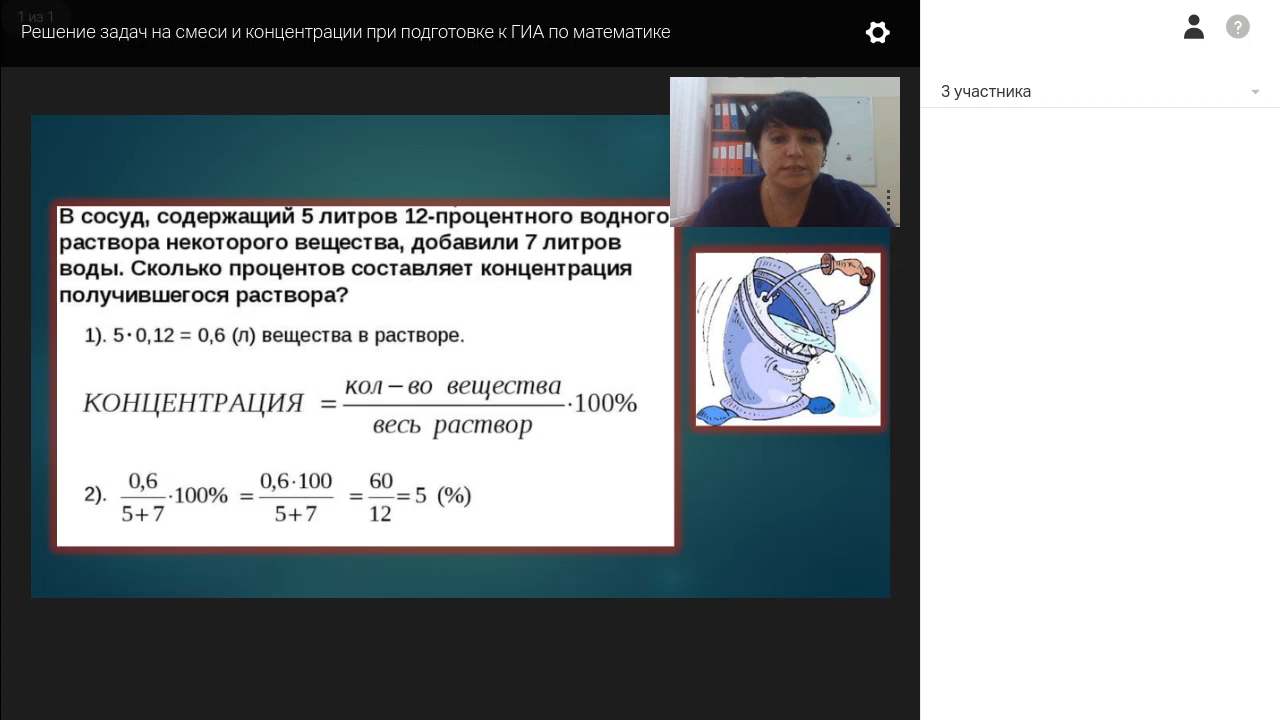 1 из 1
Решение задач на смеси и концентрации при подготовке к ГИА по математике
3 участника
В сосуд, содержащий 5 литров 12-процентного водного
раствора некоторого вещества, добавили 7 литров
воды. Сколько процентов составляет концентрация
получившегося раствора?
1). 5·0,12 = 0,6 (л) вещества в растворе.
КОНЦЕНТРАЦИЯ = кол−во вещества / весь раствор ·100%
2). 0,6 / 5+7 ·100% = 0,6·100 / 5+7 = 60 / 12 = 5 (%)